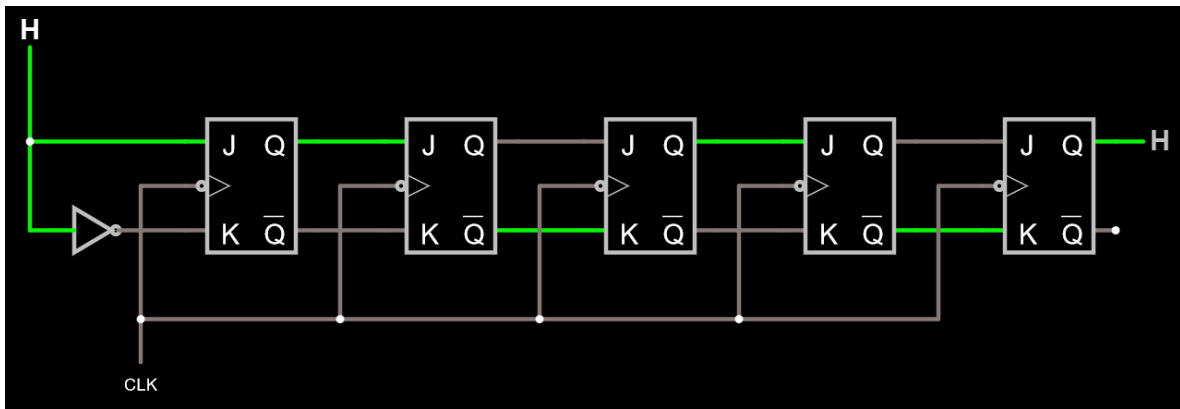 H
J Q J Q J Q J Q J Q H
K Q̅ K Q̅ K Q̅ K Q̅ K Q̅
CLK